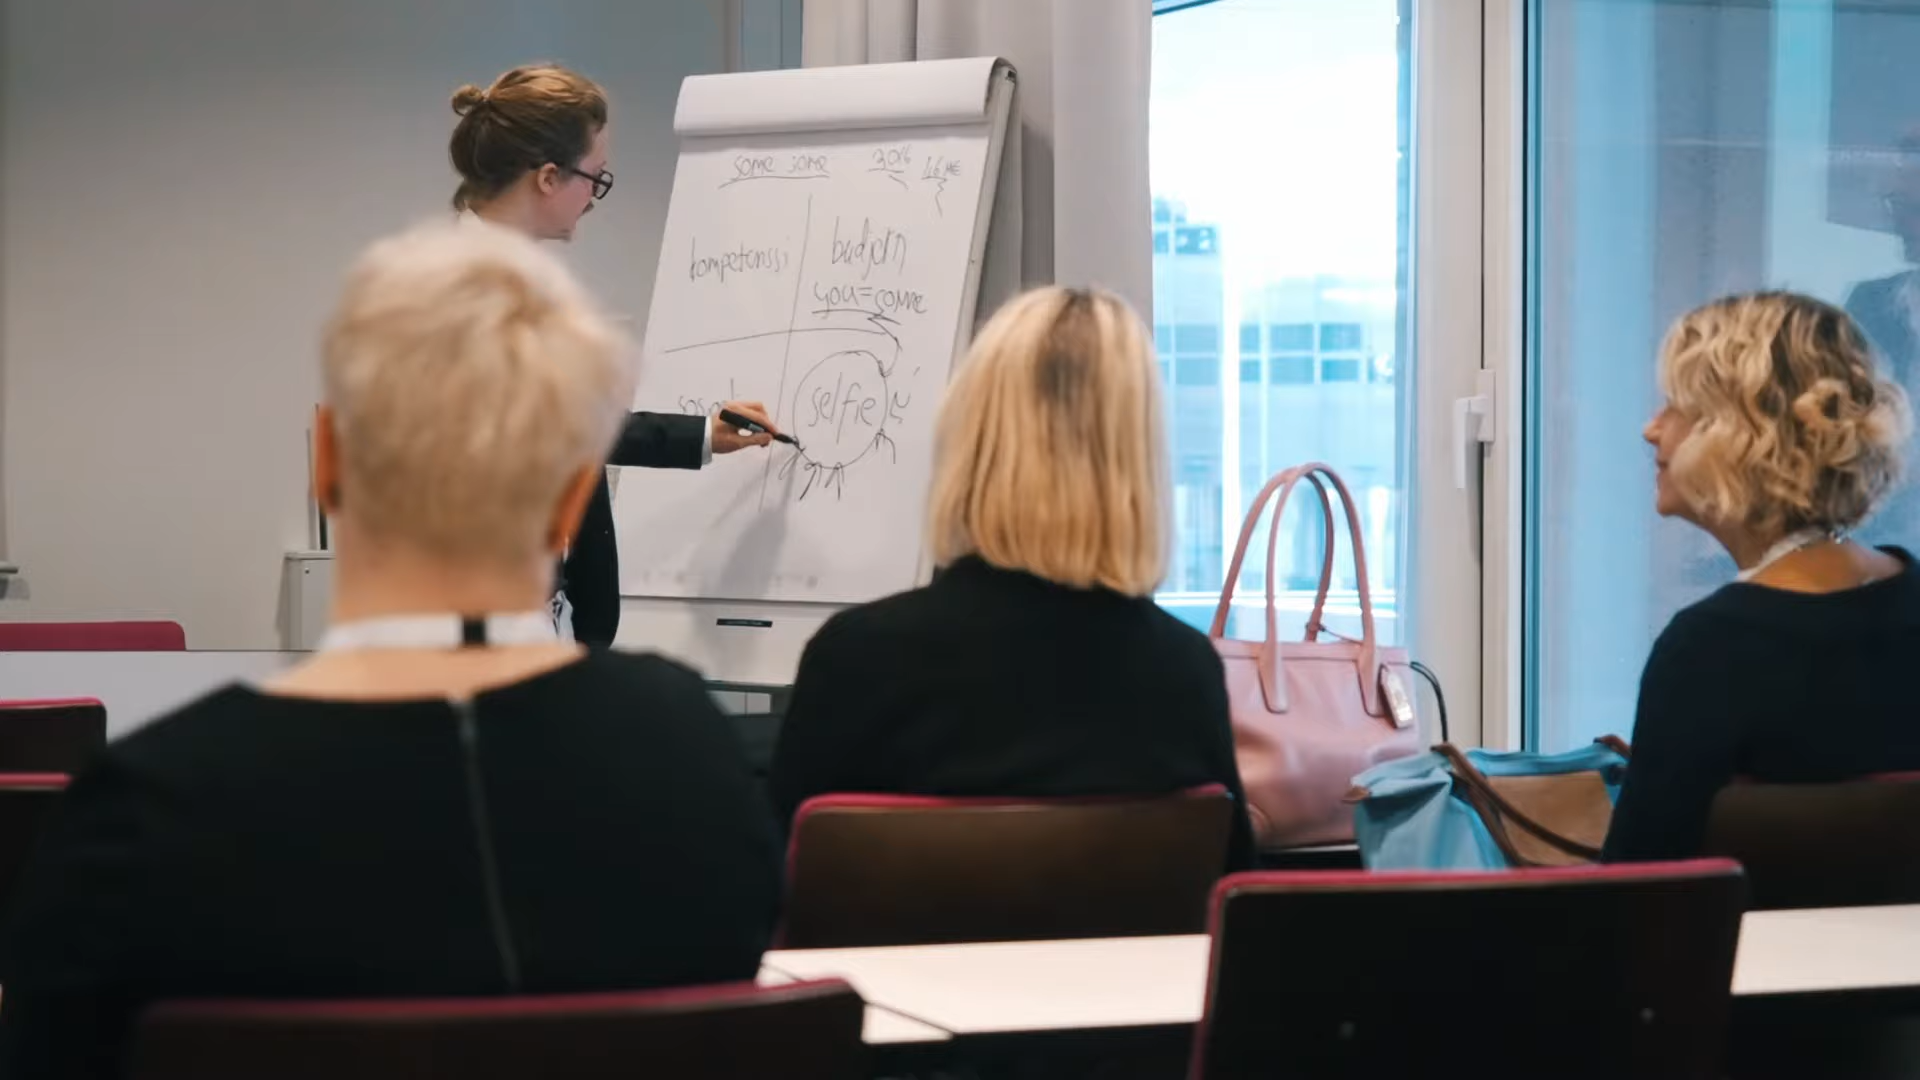 some some 2016
kompetenssi
budjetti
you=some
selfie